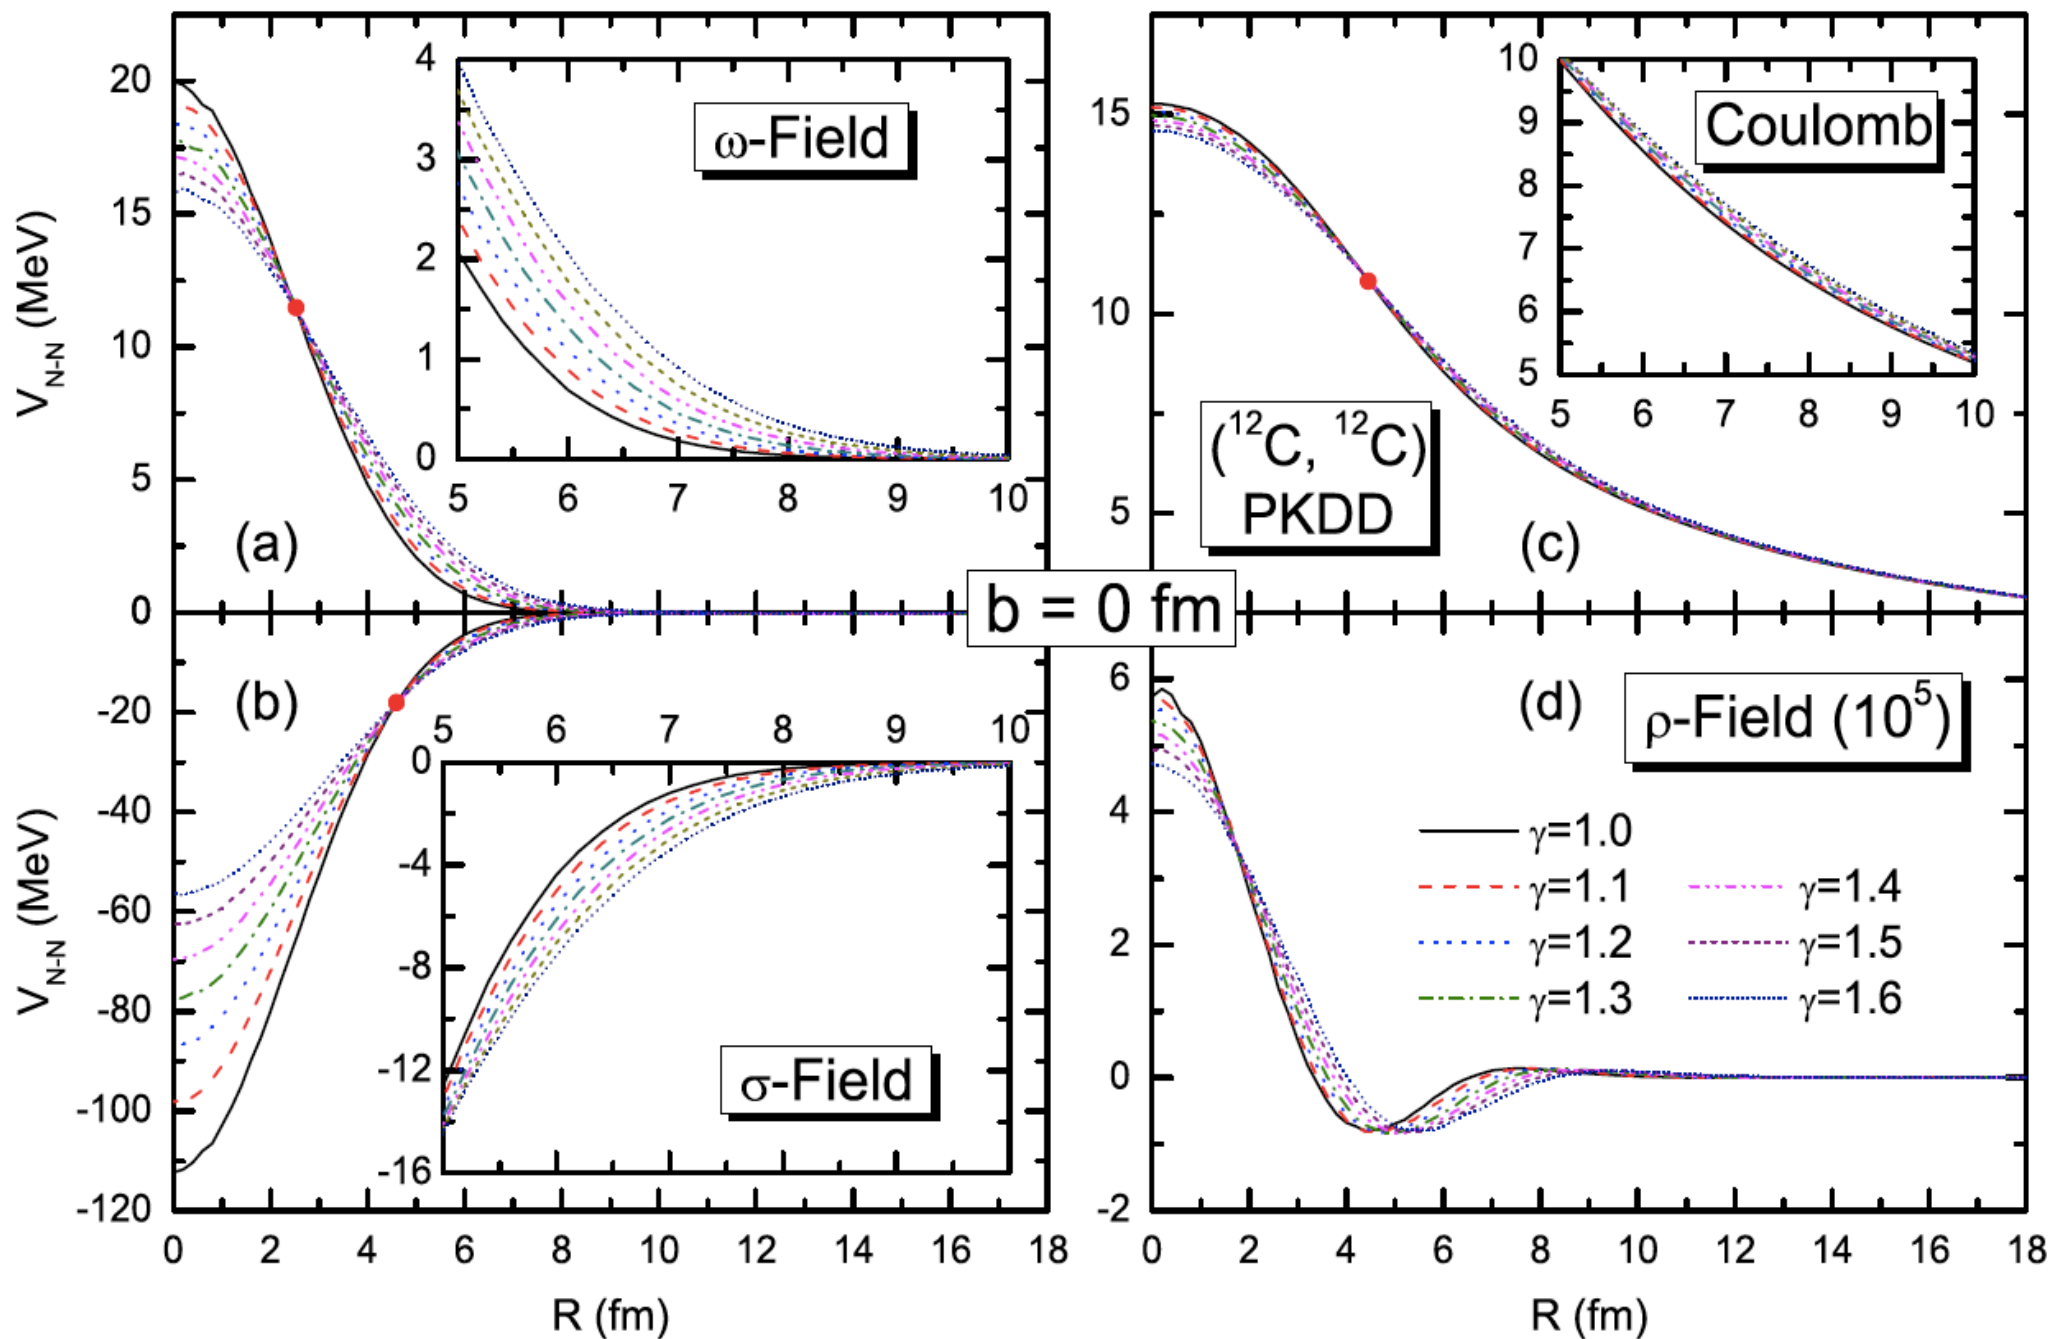 V_{N-N} (MeV)
20
15
10
5
0
(a)
ω-Field
4
3
2
1
0
5 6 7 8 9 10
15
10
5
(c)
Coulomb
10
9
8
7
6
5
5 6 7 8 9 10
(¹²C, ¹²C)
PKDD
b = 0 fm
V_{N-N} (MeV)
-20
-40
-60
-80
-100
-120
(b)
5 6 7 8 9 10
0
-4
-8
-12
-16
σ-Field
0 2 4 6 8 10 12 14 16 18
R (fm)
6
4
2
0
-2
(d)
ρ-Field (10⁵)
γ=1.0
γ=1.1 γ=1.4
γ=1.2 γ=1.5
γ=1.3 γ=1.6
0 2 4 6 8 10 12 14 16 18
R (fm)